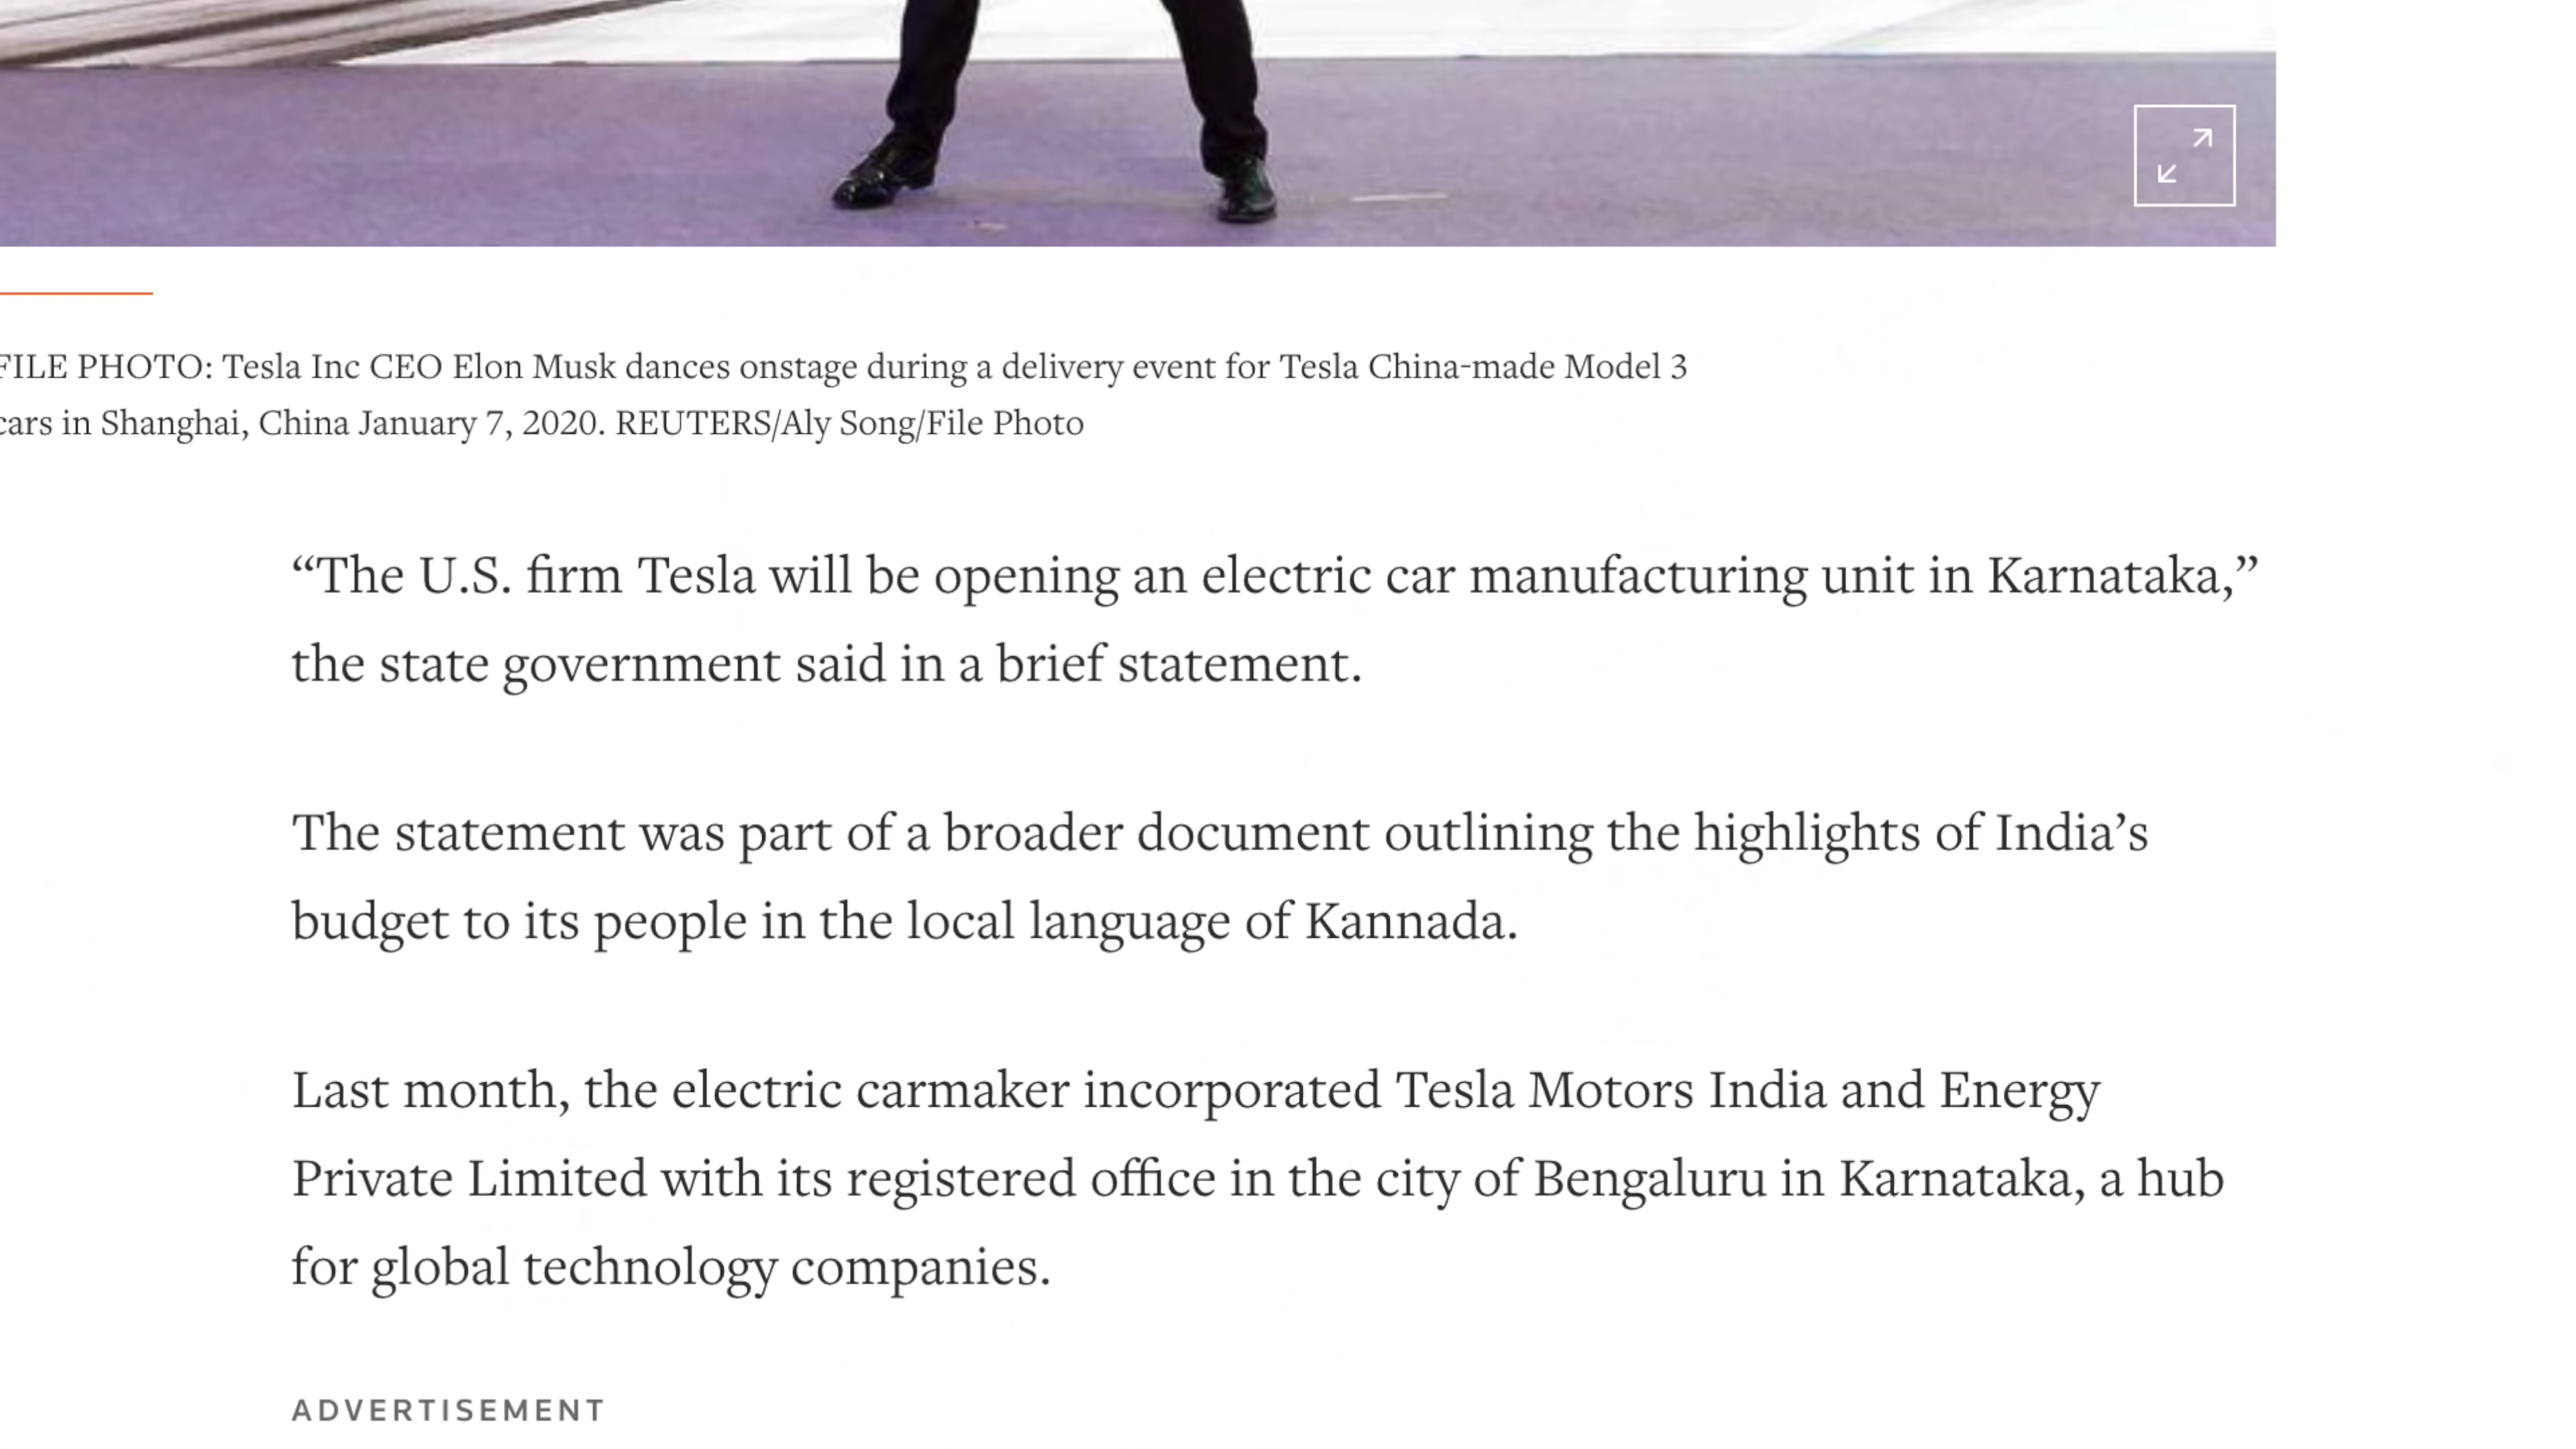 FILE PHOTO: Tesla Inc CEO Elon Musk dances onstage during a delivery event for Tesla China-made Model 3
cars in Shanghai, China January 7, 2020. REUTERS/Aly Song/File Photo
“The U.S. firm Tesla will be opening an electric car manufacturing unit in Karnataka,”
the state government said in a brief statement.
The statement was part of a broader document outlining the highlights of India’s
budget to its people in the local language of Kannada.
Last month, the electric carmaker incorporated Tesla Motors India and Energy
Private Limited with its registered office in the city of Bengaluru in Karnataka, a hub
for global technology companies.
ADVERTISEMENT